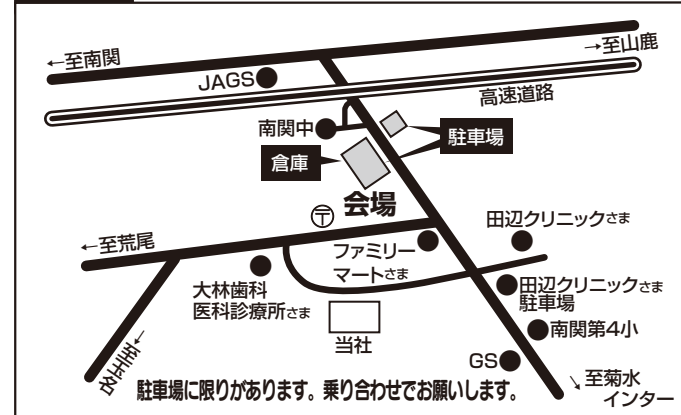 ←至南関
→至山鹿
JAGS
高速道路
南関中
駐車場
倉庫
会場
〒
←至荒尾
ファミリー
マートさま
田辺クリニックさま
大林歯科
医科診療所さま
田辺クリニックさま
駐車場
当社
南関第4小
←至玉名
GS
→至菊水
インター
駐車場に限りがあります。乗り合わせでお願いします。